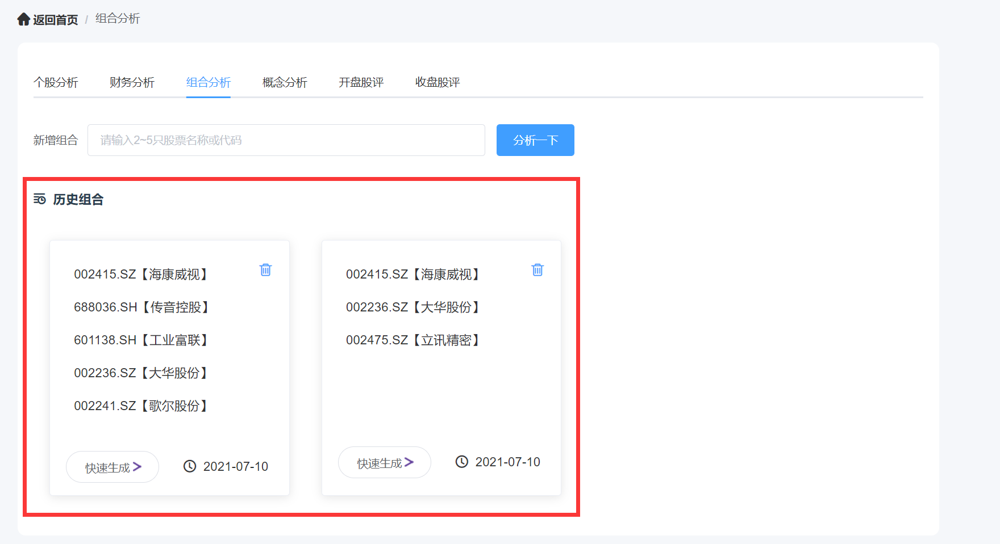 返回首页 / 组合分析
个股分析 财务分析 组合分析 概念分析 开盘股评 收盘股评
新增组合 请输入2~5只股票名称或代码 分析一下
历史组合
002415.SZ【海康威视】
688036.SH【传音控股】
601138.SH【工业富联】
002236.SZ【大华股份】
002241.SZ【歌尔股份】
快速生成 2021-07-10
002415.SZ【海康威视】
002236.SZ【大华股份】
002475.SZ【立讯精密】
快速生成 2021-07-10